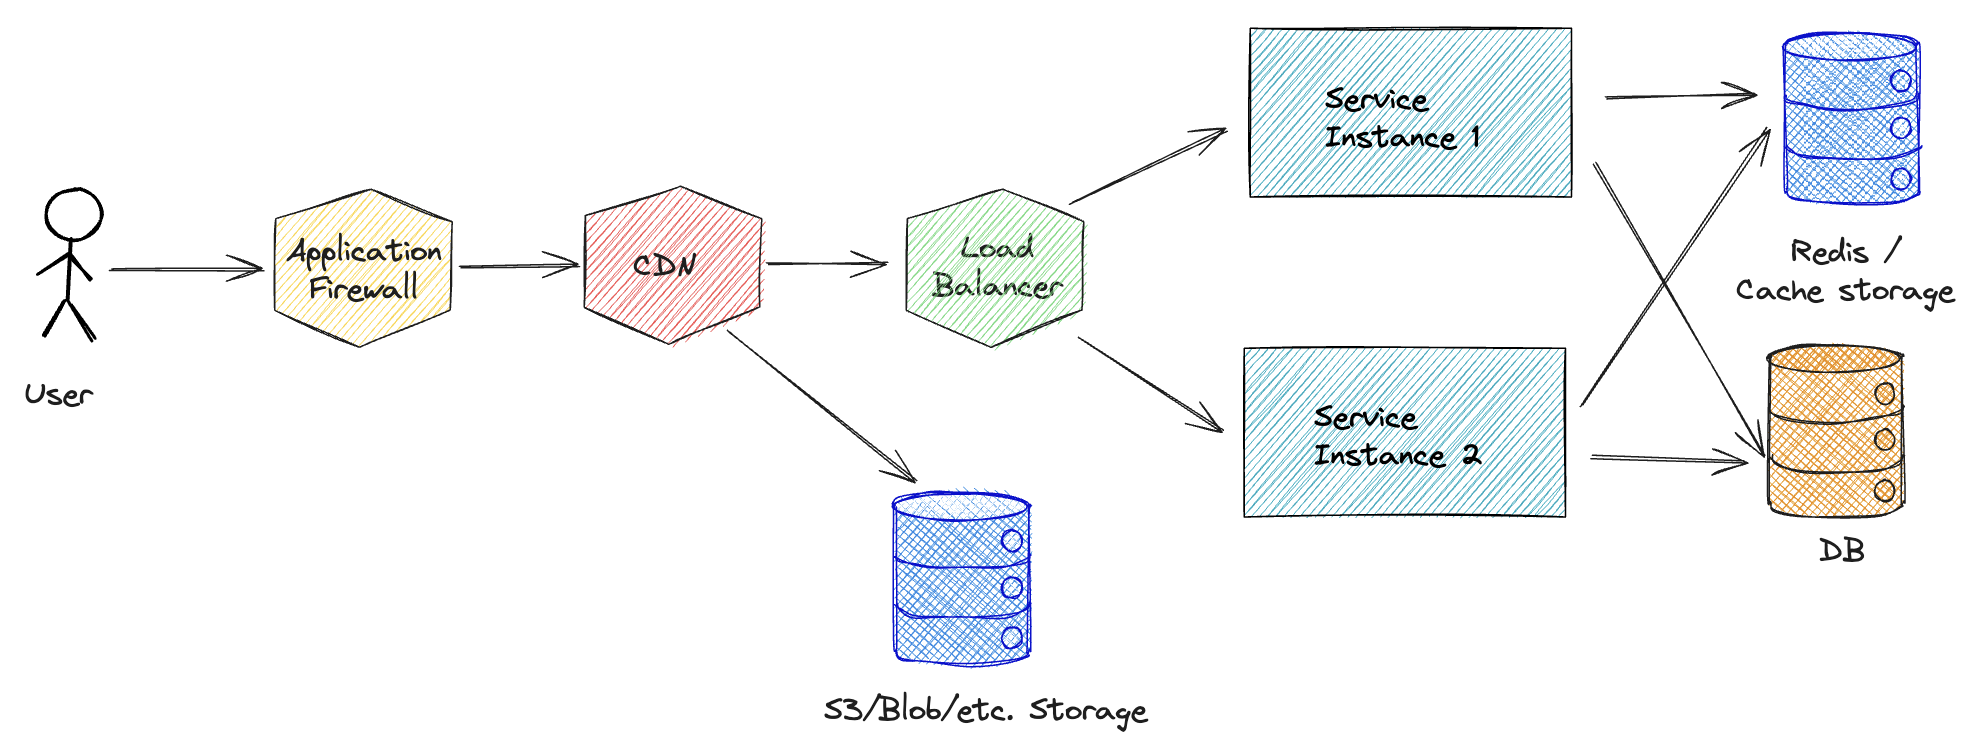 User
Application
Firewall
CDN
Load
Balancer
S3/Blob/etc. Storage
Service
Instance 1
Service
Instance 2
Redis /
Cache storage
DB